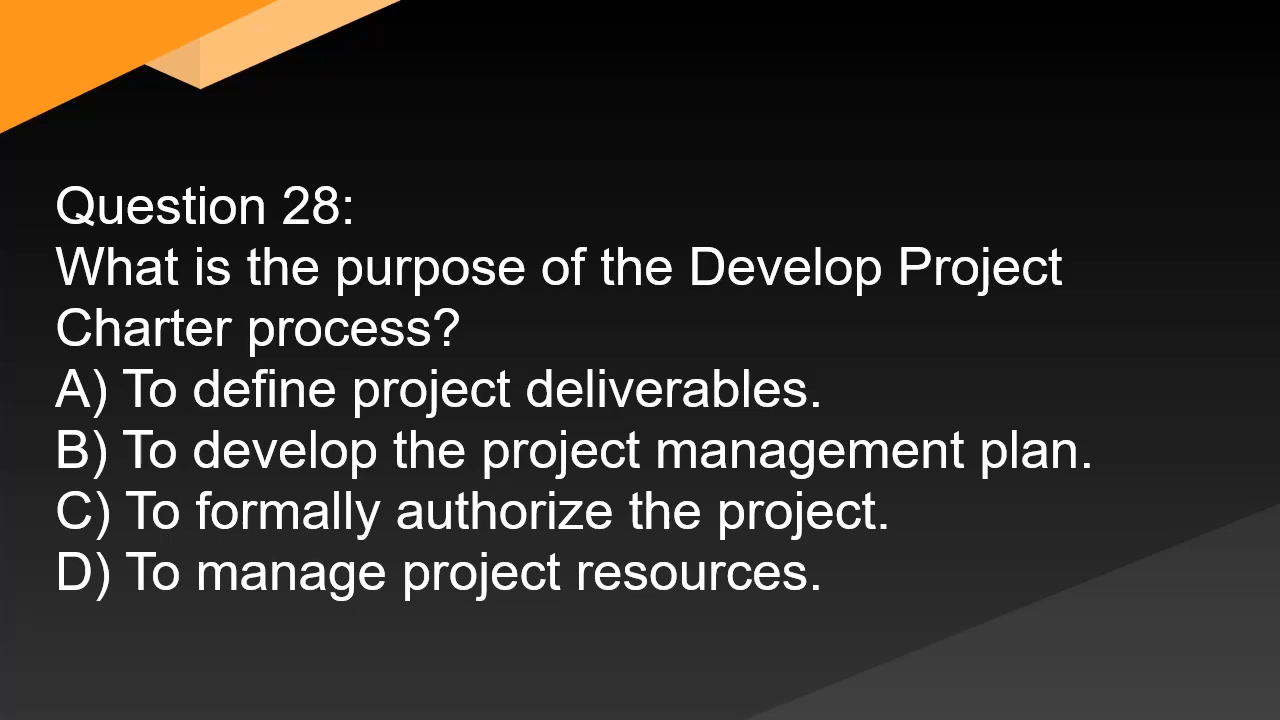 Question 28:
What is the purpose of the Develop Project
Charter process?
A) To define project deliverables.
B) To develop the project management plan.
C) To formally authorize the project.
D) To manage project resources.